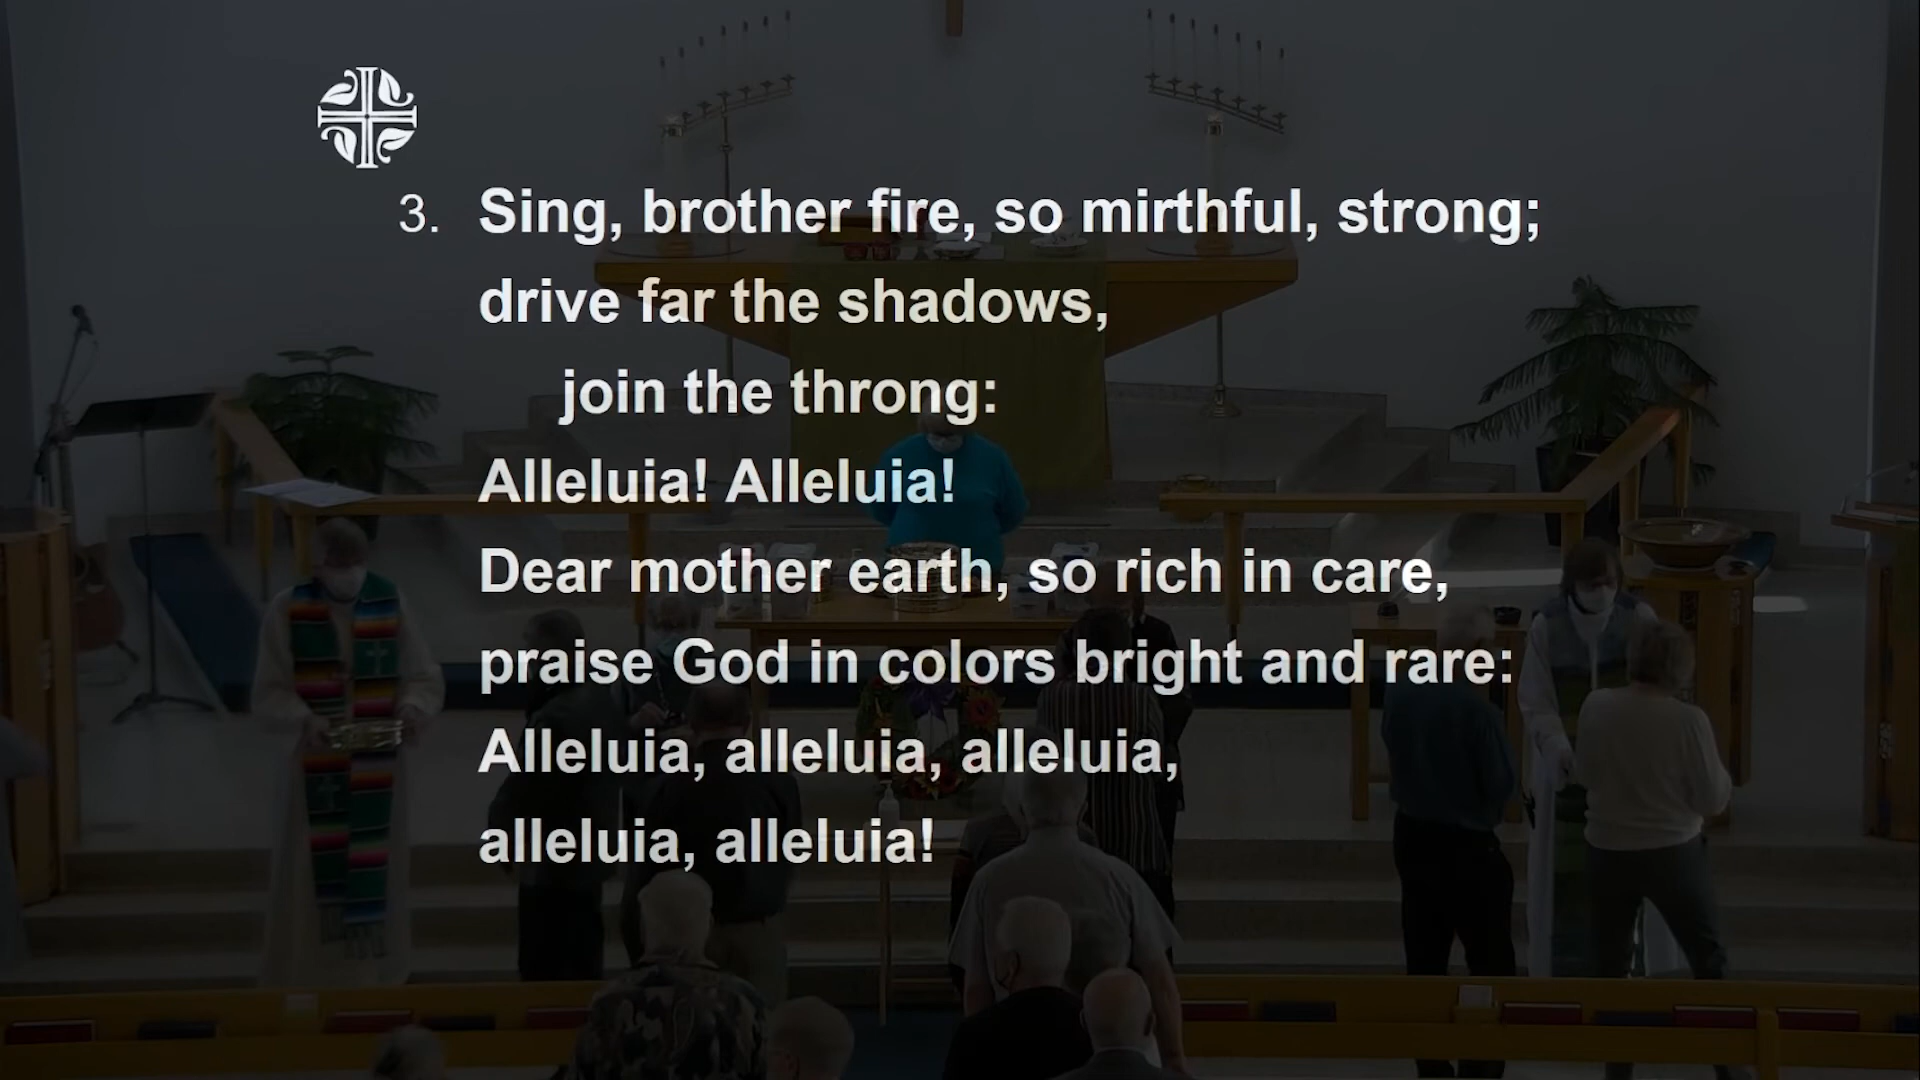 3. Sing, brother fire, so mirthful, strong;
drive far the shadows,
join the throng:
Alleluia! Alleluia!
Dear mother earth, so rich in care,
praise God in colors bright and rare:
Alleluia, alleluia, alleluia,
alleluia, alleluia!